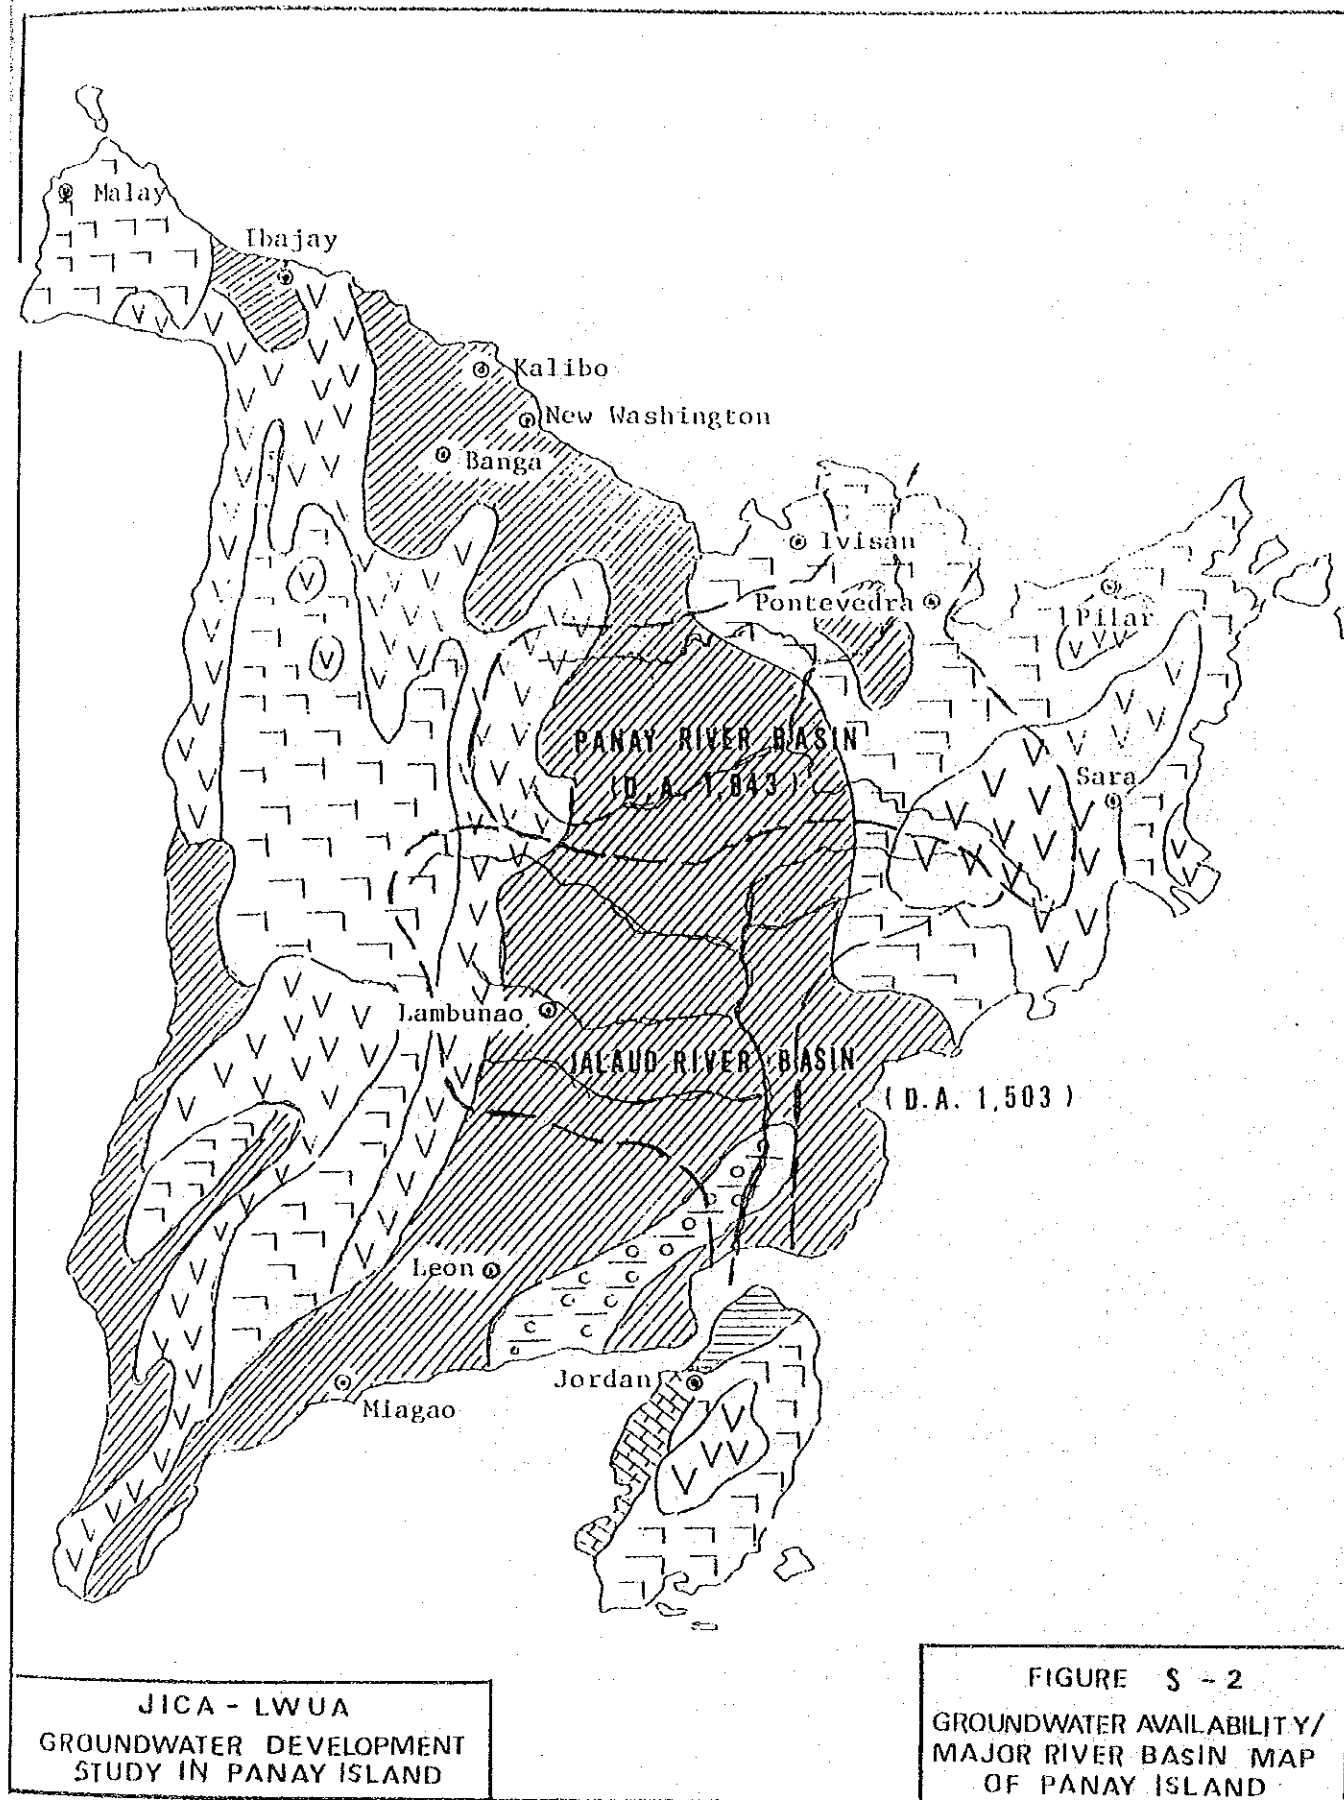 Malay
Ibajay
Kalibo
New Washington
Banga
Ivisan
Pontevedra
Pilar
PANAY RIVER BASIN
(D.A. 1,843)
Sara
Lambunao
JALAUD RIVER BASIN
(D.A. 1,503)
Leon
Jordan
Miagao
JICA - LWUA
GROUNDWATER DEVELOPMENT
STUDY IN PANAY ISLAND
FIGURE S - 2
GROUNDWATER AVAILABILITY/
MAJOR RIVER BASIN MAP
OF PANAY ISLAND